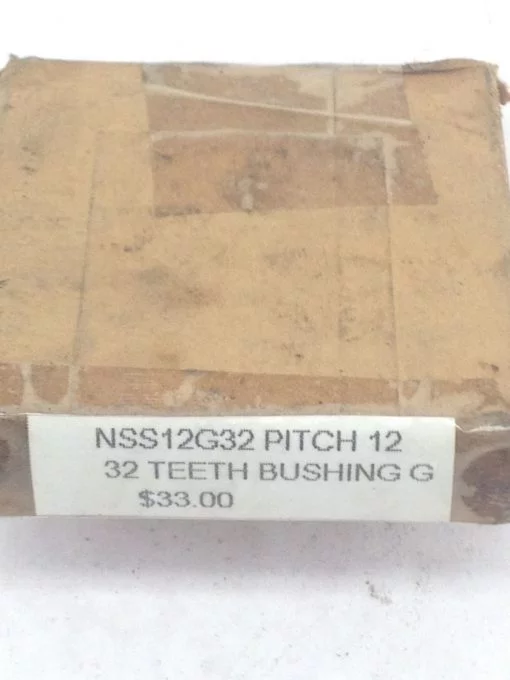 NSS12G32 PITCH 12
32 TEETH BUSHING G
$33.00